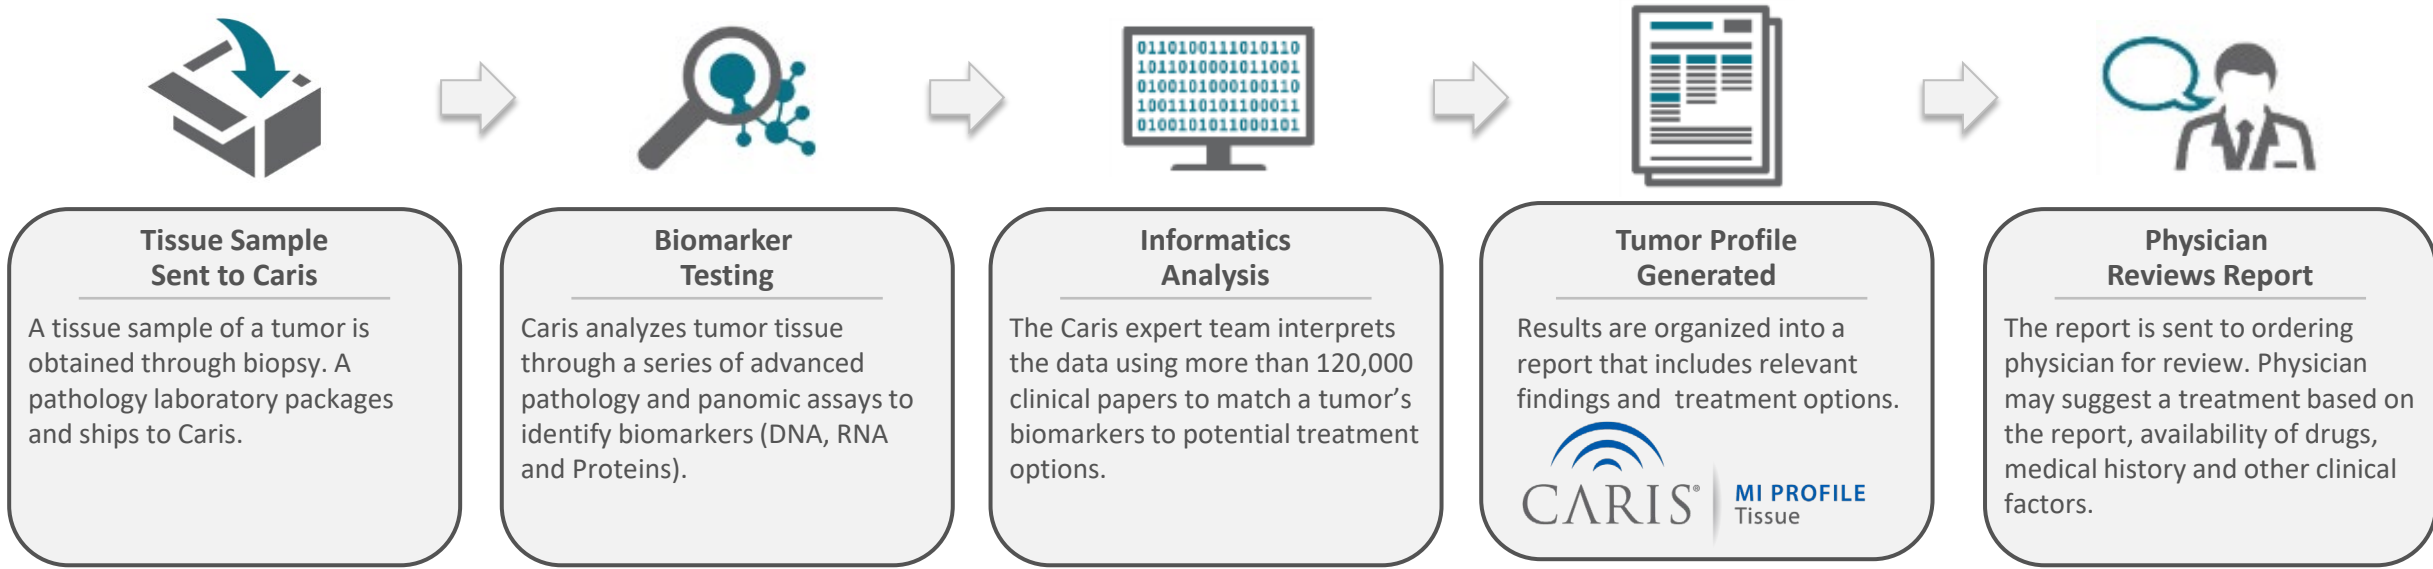 0110100111010110
1011010001011001
0100101000100110
1001110101100011
0100101011000101
Tissue Sample
Sent to Caris
A tissue sample of a tumor is
obtained through biopsy. A
pathology laboratory packages
and ships to Caris.
Biomarker
Testing
Caris analyzes tumor tissue
through a series of advanced
pathology and panomic assays to
identify biomarkers (DNA, RNA
and Proteins).
Informatics
Analysis
The Caris expert team interprets
the data using more than 120,000
clinical papers to match a tumor’s
biomarkers to potential treatment
options.
Tumor Profile
Generated
Results are organized into a
report that includes relevant
findings and  treatment options.
CARIS®
MI PROFILE
Tissue
Physician
Reviews Report
The report is sent to ordering
physician for review. Physician
may suggest a treatment based on
the report, availability of drugs,
medical history and other clinical
factors.